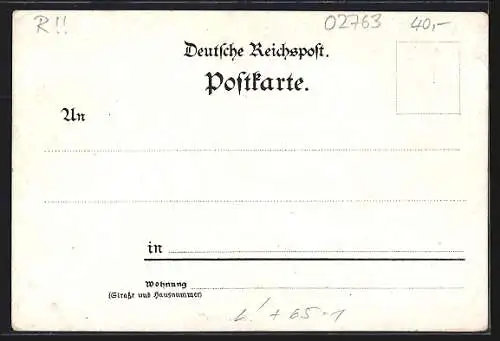 R!!
02763 40,-
Deutſche Reichspoſt.
Poſtkarte.
An
in
Wohnung
(Straße und Hausnummer)